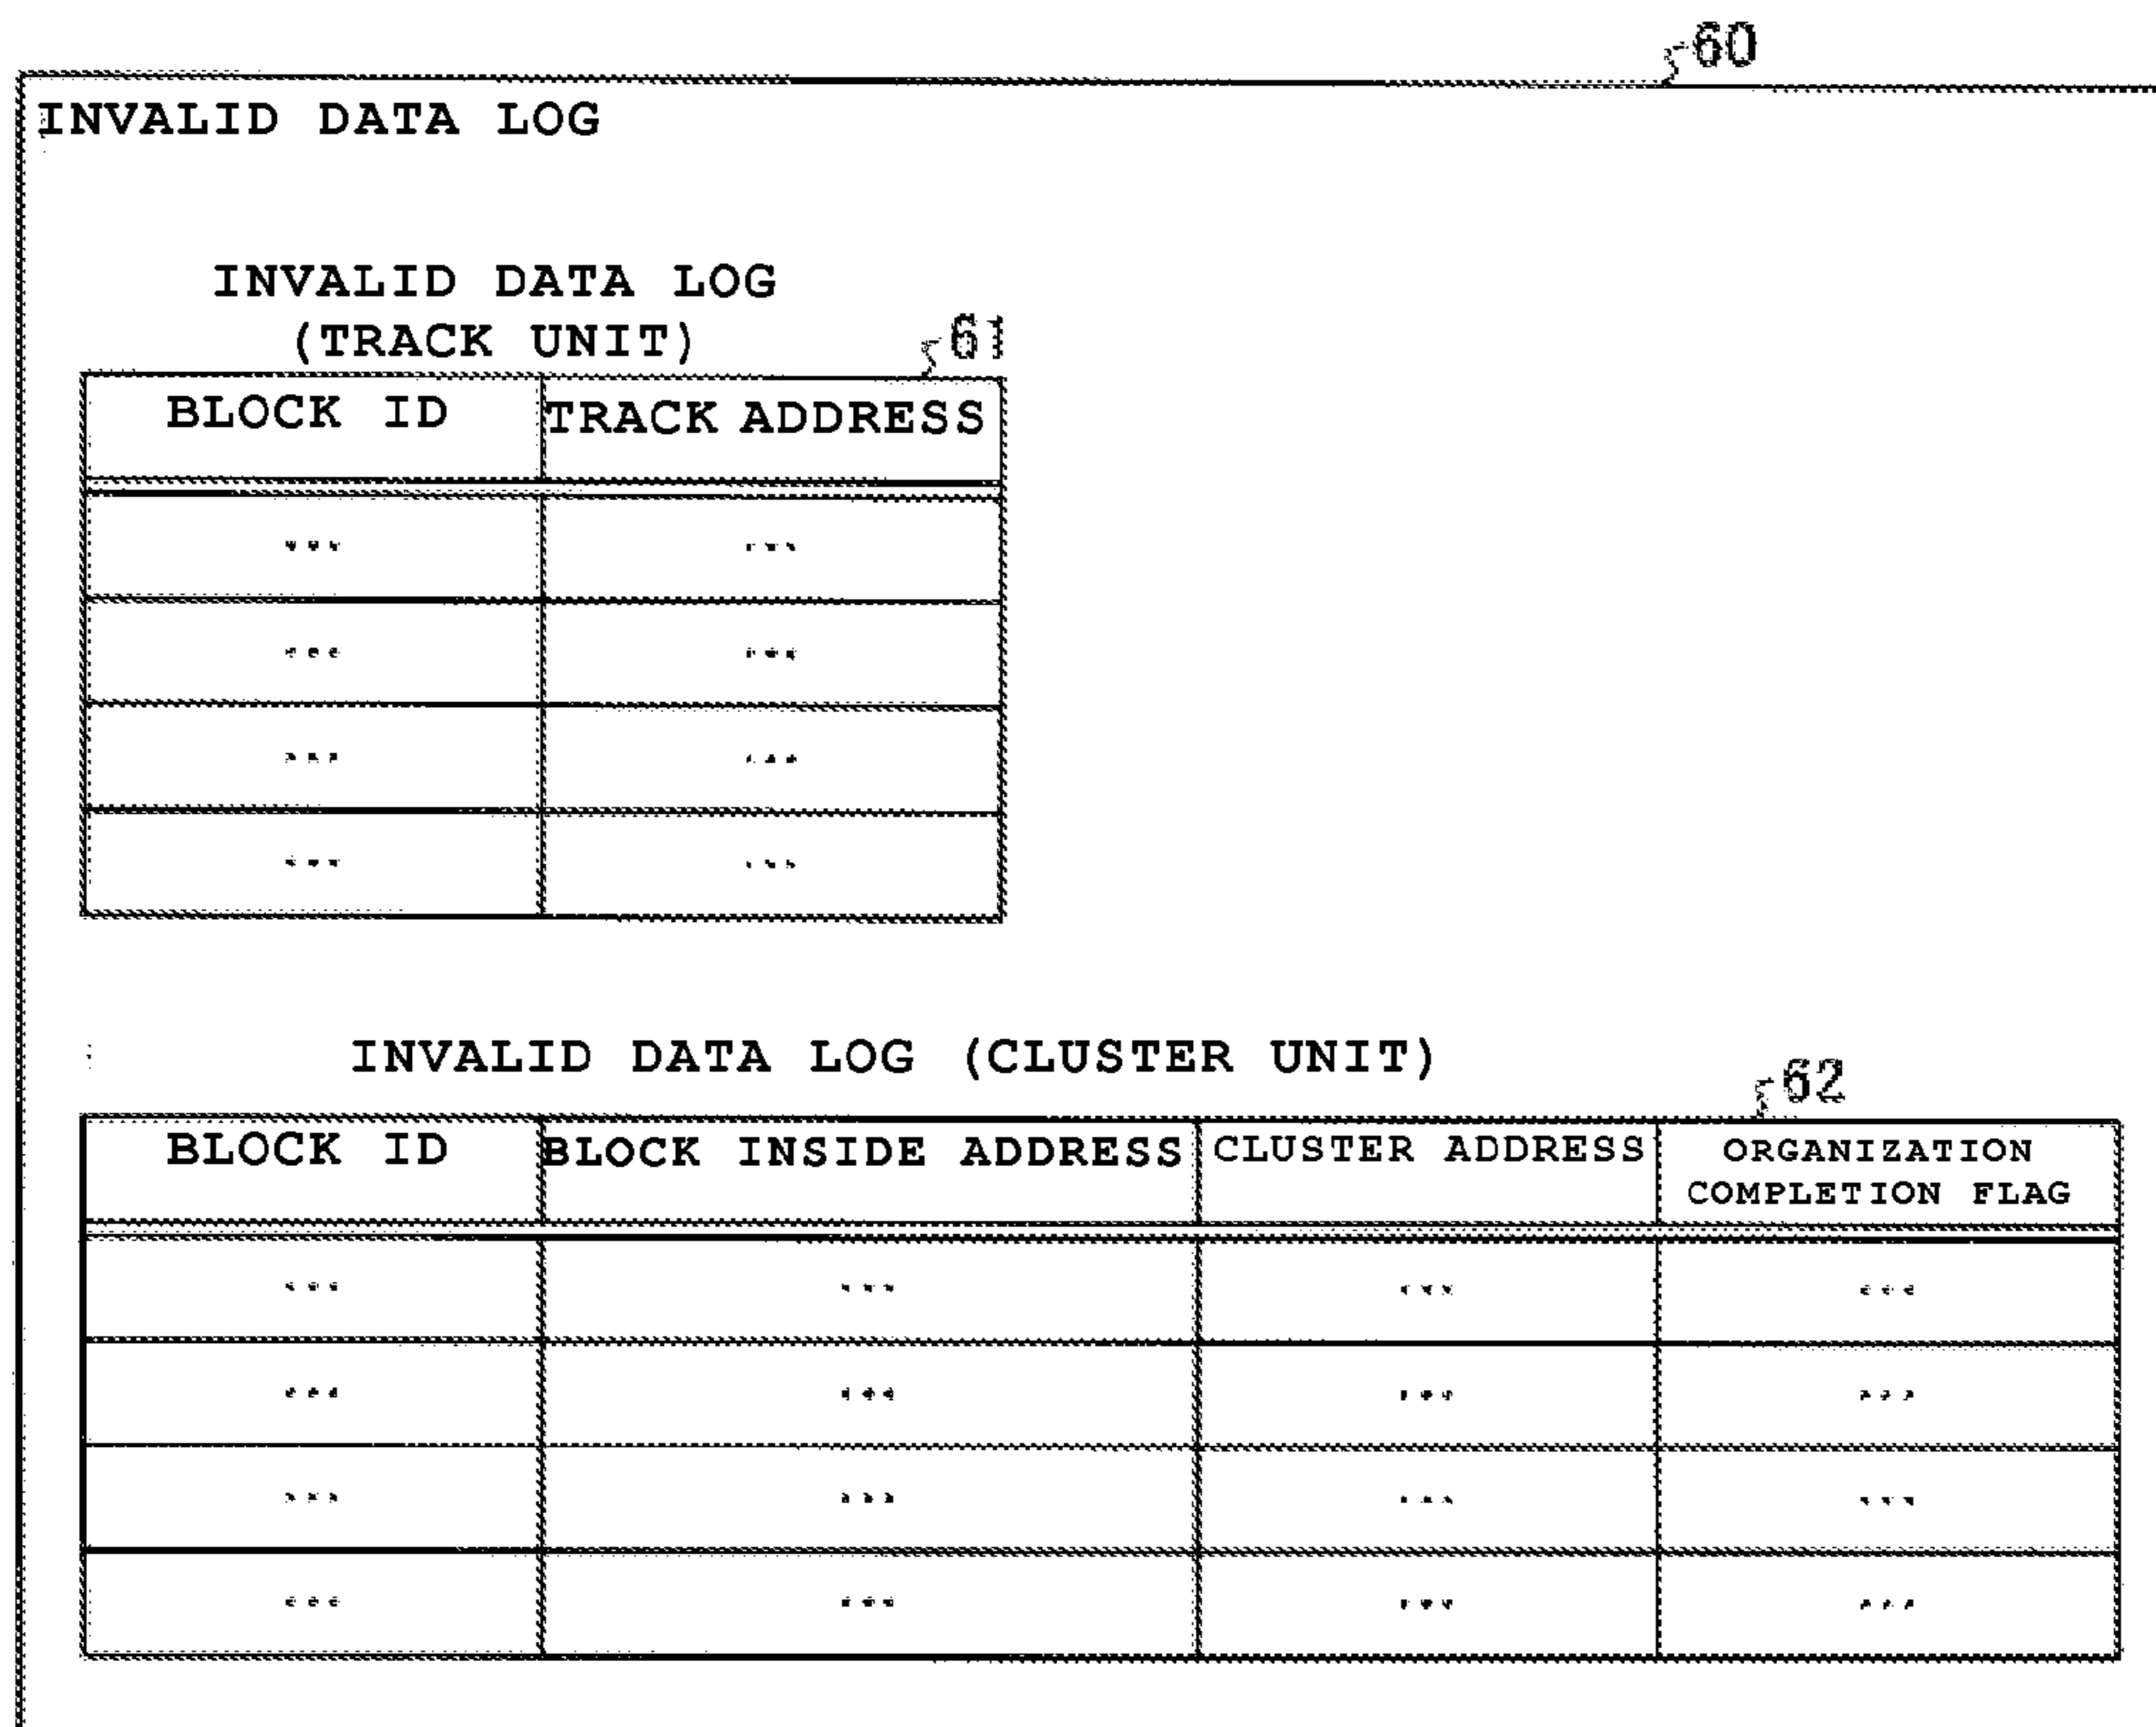 60
INVALID DATA LOG
INVALID DATA LOG
(TRACK UNIT)
61
BLOCK ID TRACK ADDRESS
... ...
... ...
... ...
... ...
INVALID DATA LOG (CLUSTER UNIT)
62
BLOCK ID BLOCK INSIDE ADDRESS CLUSTER ADDRESS ORGANIZATION
COMPLETION FLAG
... ... ... ...
... ... ... ...
... ... ... ...
... ... ... ...